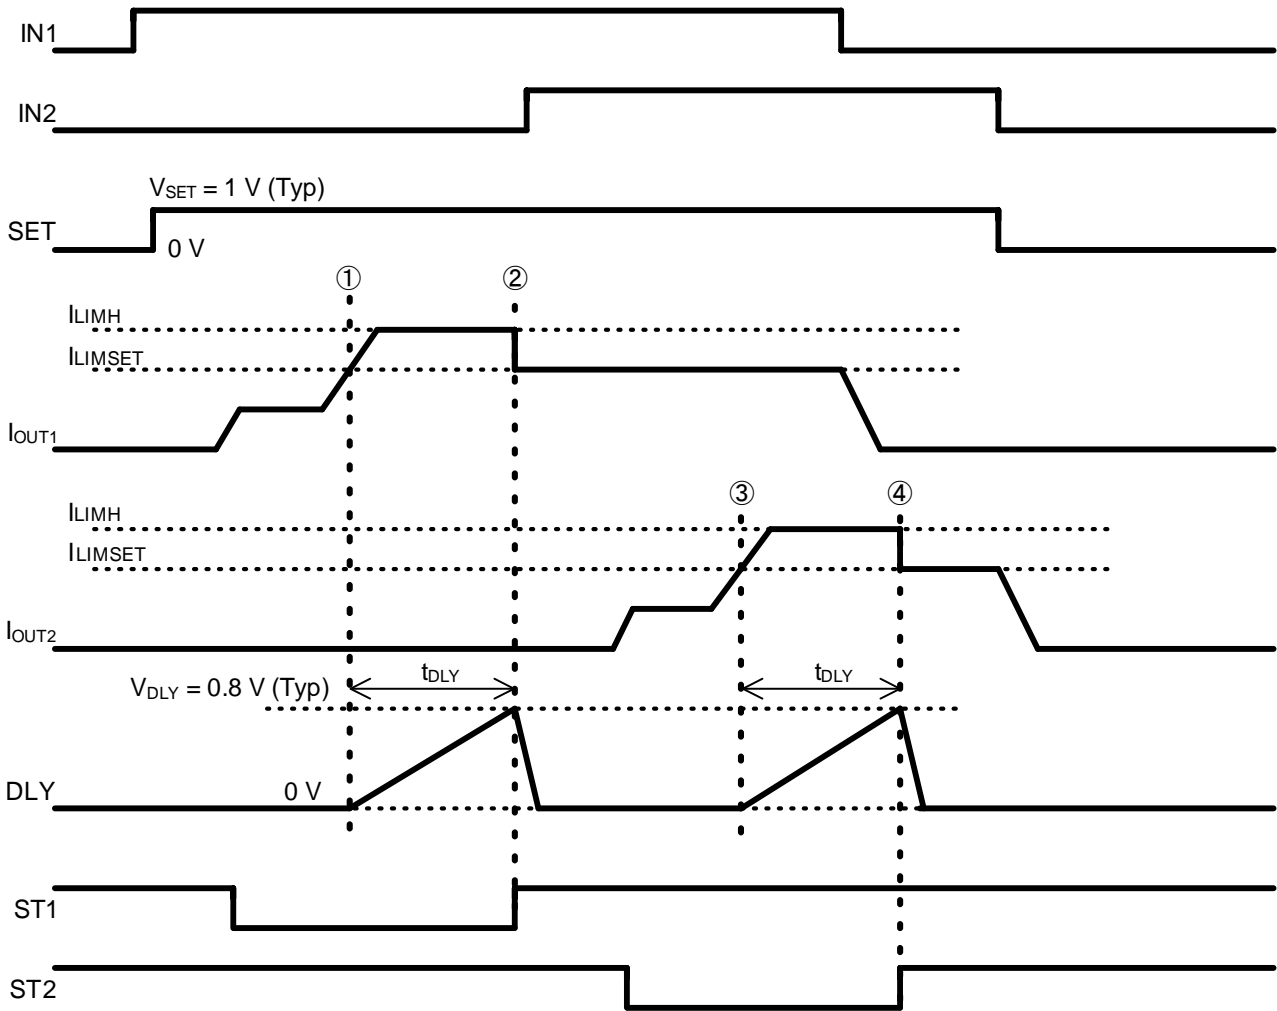 IN1
IN2
VSET = 1 V (Typ)
SET
0 V
① ②
ILIMH
ILIMSET
IOUT1
③ ④
ILIMH
ILIMSET
IOUT2
tDLY tDLY
VDLY = 0.8 V (Typ)
DLY
0 V
ST1
ST2